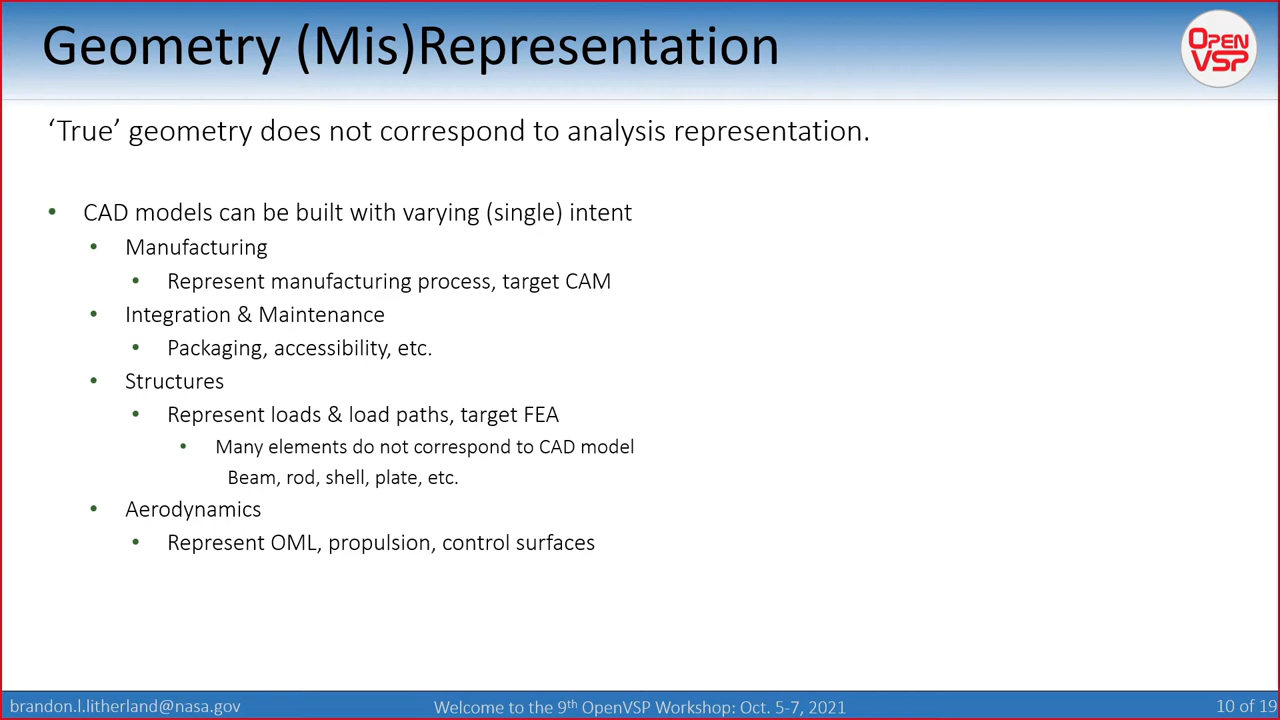 Geometry (Mis)Representation
OPEN
VSP
‘True’ geometry does not correspond to analysis representation.
• CAD models can be built with varying (single) intent
• Manufacturing
• Represent manufacturing process, target CAM
• Integration & Maintenance
• Packaging, accessibility, etc.
• Structures
• Represent loads & load paths, target FEA
• Many elements do not correspond to CAD model
Beam, rod, shell, plate, etc.
• Aerodynamics
• Represent OML, propulsion, control surfaces
brandon.l.litherland@nasa.gov
Welcome to the 9th OpenVSP Workshop: Oct. 5-7, 2021
10 of 19